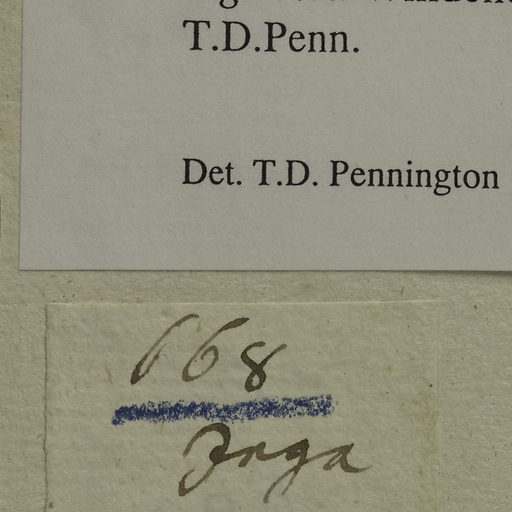 T.D.Penn.
Det. T.D. Pennington
668
Inga